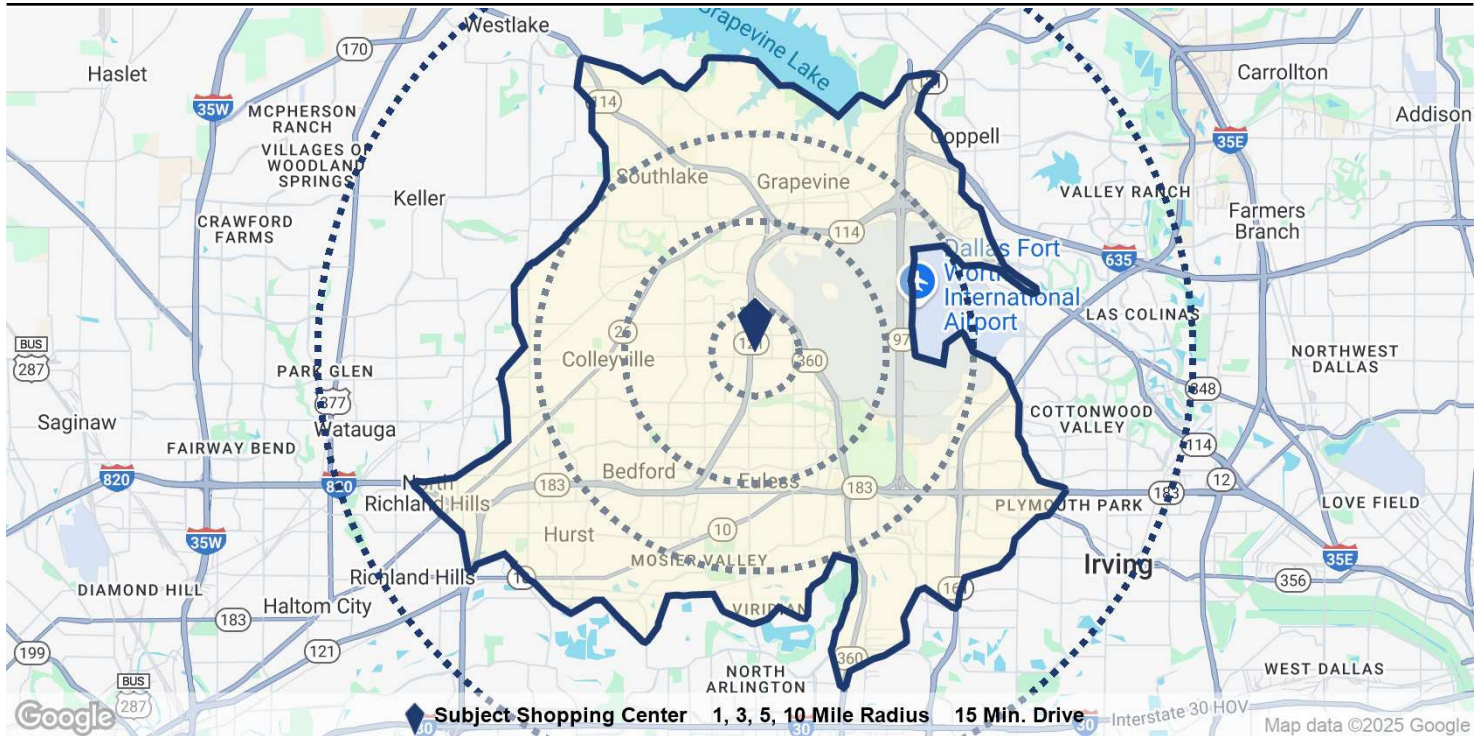 Westlake
Grapevine Lake
170
Haslet
Carrollton
35W
114
121
Addison
MCPHERSON
RANCH
Coppell
35E
VILLAGES O
WOODLAND
SPRINGS
Southlake
Grapevine
VALLEY RANCH
Keller
Farmers
Branch
CRAWFORD
FARMS
114
Dallas Fort
Worth
International
Airport
635
LAS COLINAS
26
121
360
97
BUS
287
Colleyville
NORTHWEST
DALLAS
PARK GLEN
348
377
Saginaw
Watauga
COTTONWOOD
VALLEY
FAIRWAY BEND
114
820
820
North
Richland Hills
Bedford
Euless
183
183
183
12
PLYMOUTH PARK
LOVE FIELD
10
Hurst
35W
MOSIER VALLEY
Irving
35E
DIAMOND HILL
Richland Hills
10
356
Haltom City
VIRIDIAN
161
183
199
121
360
BUS
287
NORTH
ARLINGTON
WEST DALLAS
Google
30
Subject Shopping Center 1, 3, 5, 10 Mile Radius 15 Min. Drive
30
30
Interstate 30 HOV
Map data ©2025 Google